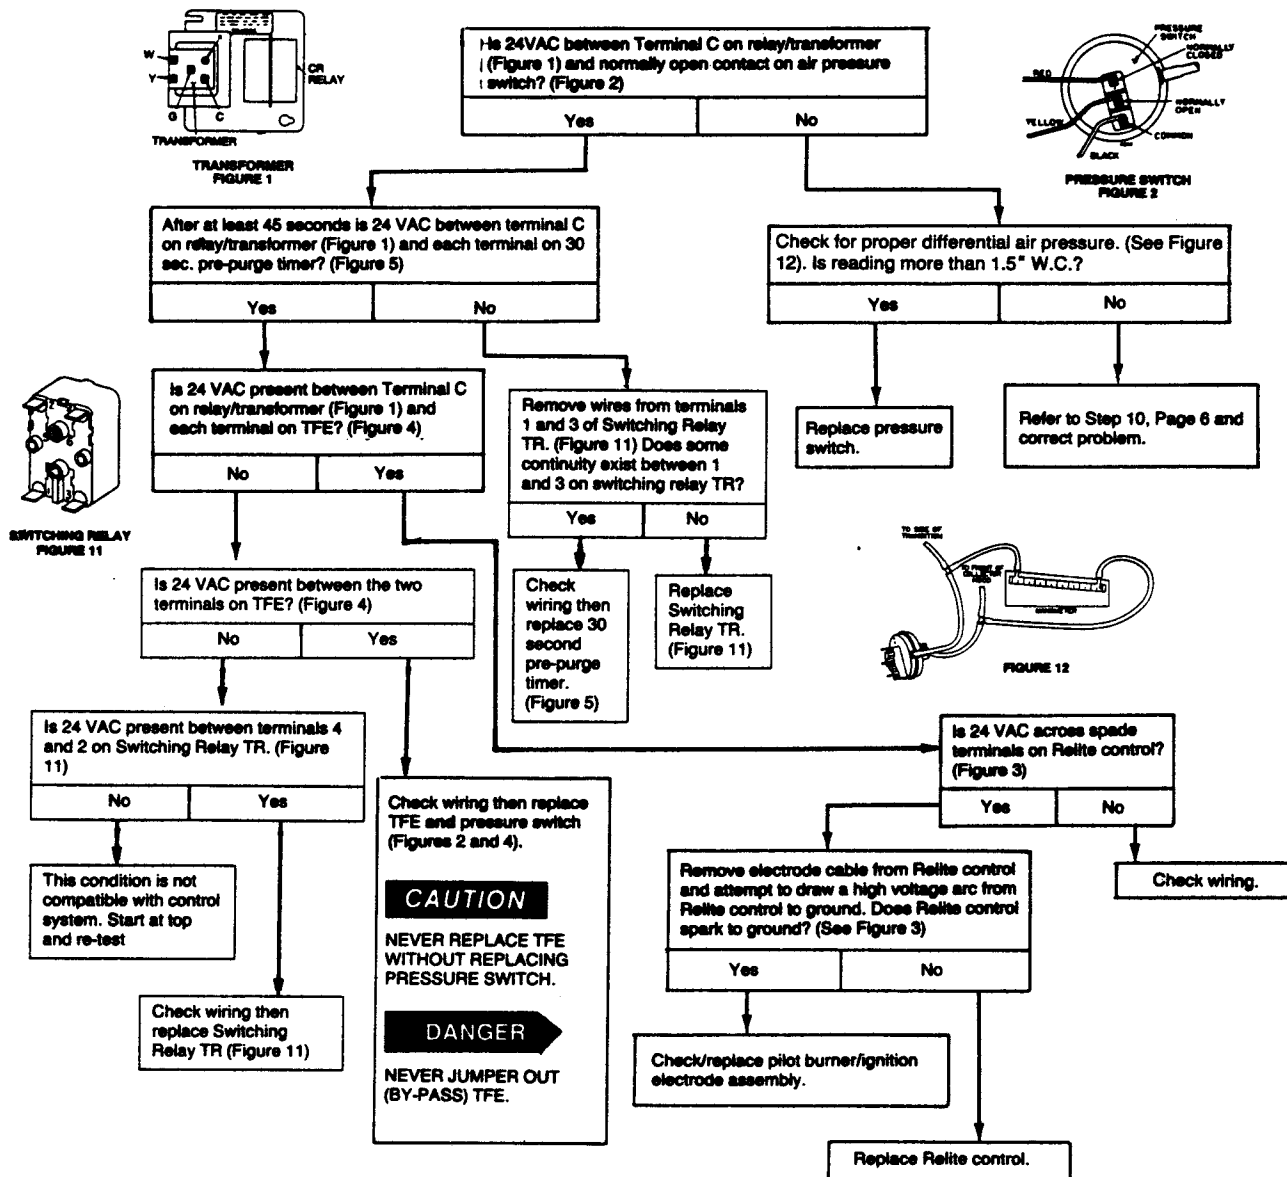 W
Y
G
C
CR
RELAY
TRANSFORMER
TRANSFORMER
FIGURE 1
Is 24VAC between Terminal C on relay/transformer
(Figure 1) and normally open contact on air pressure
switch? (Figure 2)
Yes
No
PRESSURE
SWITCH
NORMALLY
CLOSED
RED
NORMALLY
OPEN
YELLOW
COMMON
BLACK
PRESSURE SWITCH
FIGURE 2
After at least 45 seconds is 24 VAC between terminal C
on relay/transformer (Figure 1) and each terminal on 30
sec. pre-purge timer? (Figure 5)
Yes
No
Check for proper differential air pressure. (See Figure
12). Is reading more than 1.5" W.C.?
Yes
No
Is 24 VAC present between Terminal C
on relay/transformer (Figure 1) and
each terminal on TFE? (Figure 4)
No
Yes
Remove wires from terminals
1 and 3 of Switching Relay
TR. (Figure 11) Does some
continuity exist between 1
and 3 on switching relay TR?
Yes
No
Replace pressure
switch.
Refer to Step 10, Page 6 and
correct problem.
SWITCHING RELAY
FIGURE 11
Is 24 VAC present between the two
terminals on TFE? (Figure 4)
No
Yes
Check
wiring then
replace 30
second
pre-purge
timer.
(Figure 5)
Replace
Switching
Relay TR.
(Figure 11)
TO SIDE OF
TRANSITION
TO FRONT OF
COLLECTOR
HOOD
MANOMETER
FIGURE 12
Is 24 VAC present between terminals 4
and 2 on Switching Relay TR. (Figure
11)
No
Yes
Is 24 VAC across spade
terminals on Relite control?
(Figure 3)
Yes
No
Check wiring then replace
TFE and pressure switch
(Figures 2 and 4).
CAUTION
NEVER REPLACE TFE
WITHOUT REPLACING
PRESSURE SWITCH.
DANGER
NEVER JUMPER OUT
(BY-PASS) TFE.
This condition is not
compatible with control
system. Start at top
and re-test
Check wiring then
replace Switching
Relay TR (Figure 11)
Remove electrode cable from Relite control
and attempt to draw a high voltage arc from
Relite control to ground. Does Relite control
spark to ground? (See Figure 3)
Yes
No
Check wiring.
Check/replace pilot burner/ignition
electrode assembly.
Replace Relite control.